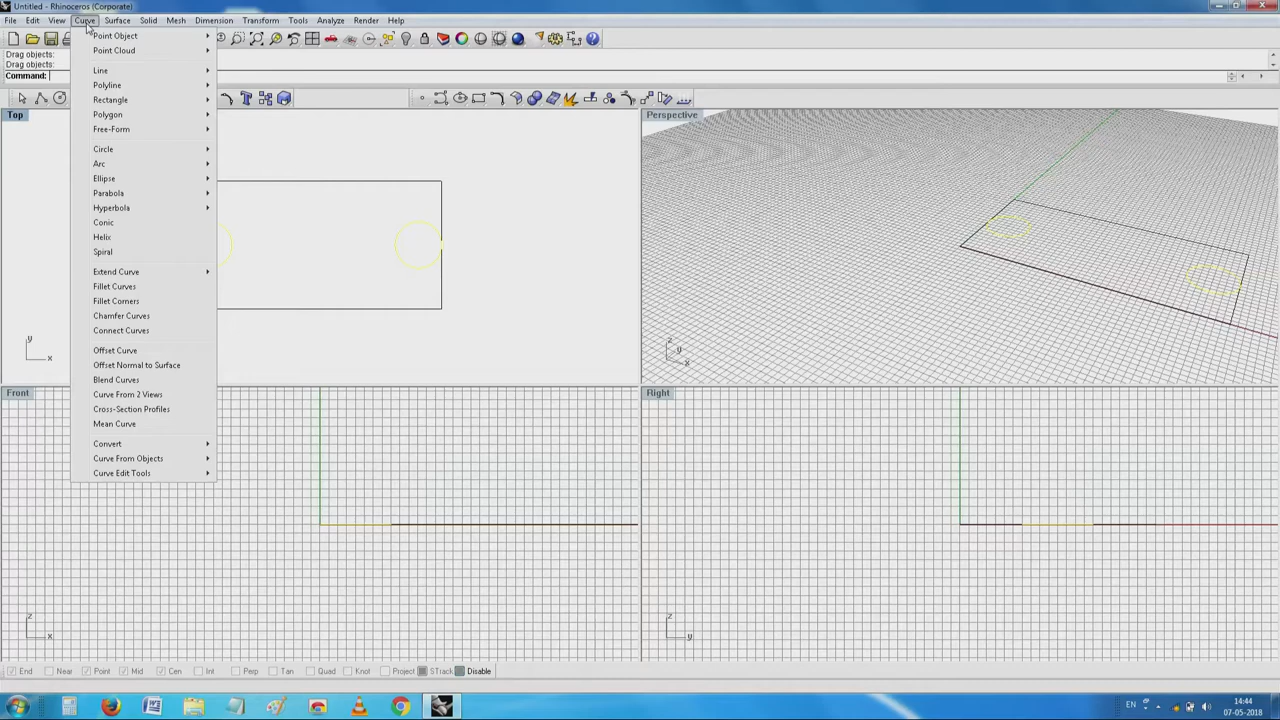 Untitled - Rhinoceros (Corporate)
File Edit View Curve Surface Solid Mesh Dimension Transform Tools Analyze Render Help
Drag objects:
Drag objects:
Command:
Point Object
Point Cloud
Line
Polyline
Rectangle
Polygon
Free-Form
Circle
Arc
Ellipse
Parabola
Hyperbola
Conic
Helix
Spiral
Extend Curve
Fillet Curves
Fillet Corners
Chamfer Curves
Connect Curves
Offset Curve
Offset Normal to Surface
Blend Curves
Curve From 2 Views
Cross-Section Profiles
Mean Curve
Convert
Curve From Objects
Curve Edit Tools
Top
y
x
Perspective
z
y
x
Front
z
x
Right
z
y
End Near Point Mid Cen Int Perp Tan Quad Knot Project STrack Disable
EN
14:44
07-05-2018